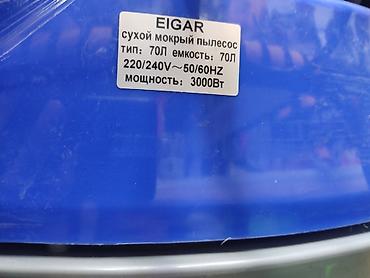 EIGAR
сухой мокрый пылесос
тип: 70Л емкость: 70Л
220/240V～50/60HZ
мощность: 3000Вт